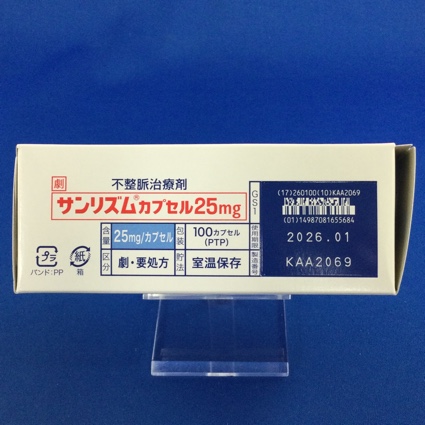 劇
不整脈治療剤
サンリズム®カプセル25mg
含量 25mg/カプセル 包装 100カプセル (PTP)
区分 劇・要処方 貯法 室温保存
プラ
バンド:PP
紙
箱
GS1
(17)260100(10)KAA2069
(01)14987081655684
使用期限 2026.01
製造番号 KAA2069